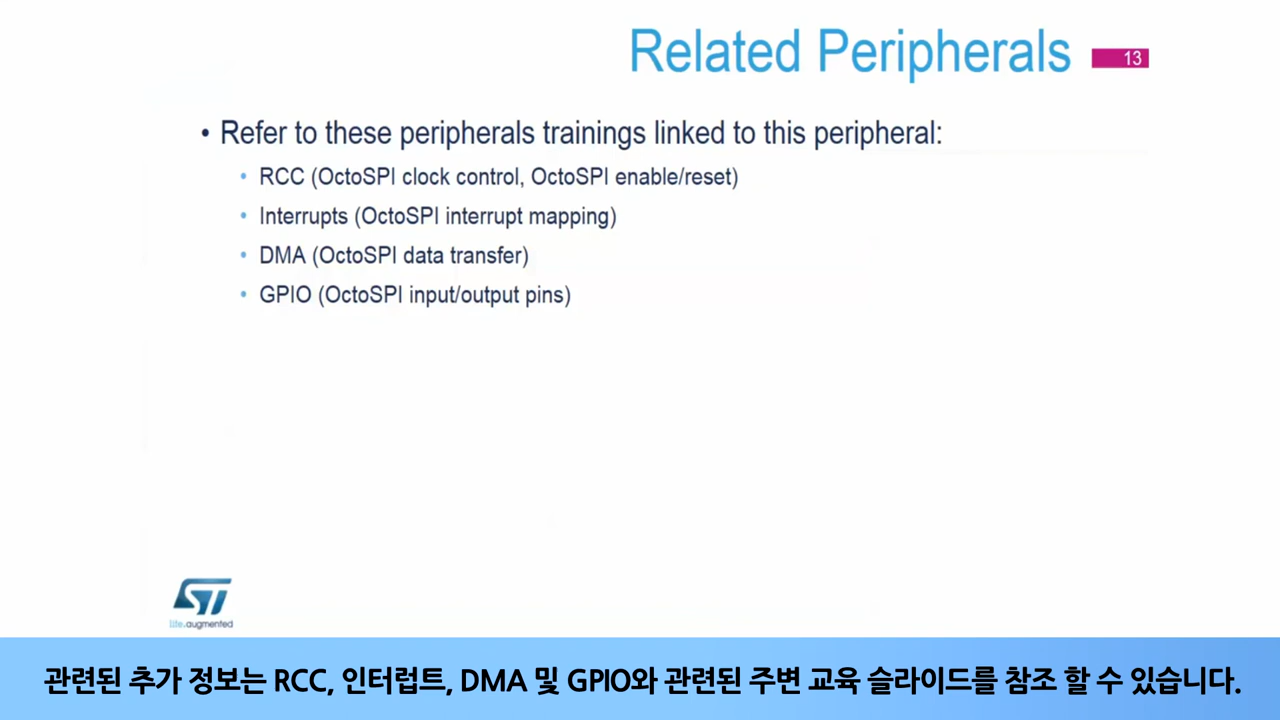 Related Peripherals
13
• Refer to these peripherals trainings linked to this peripheral:
• RCC (OctoSPI clock control, OctoSPI enable/reset)
• Interrupts (OctoSPI interrupt mapping)
• DMA (OctoSPI data transfer)
• GPIO (OctoSPI input/output pins)
ST
life.augmented
관련된 추가 정보는 RCC, 인터럽트, DMA 및 GPIO와 관련된 주변 교육 슬라이드를 참조 할 수 있습니다.